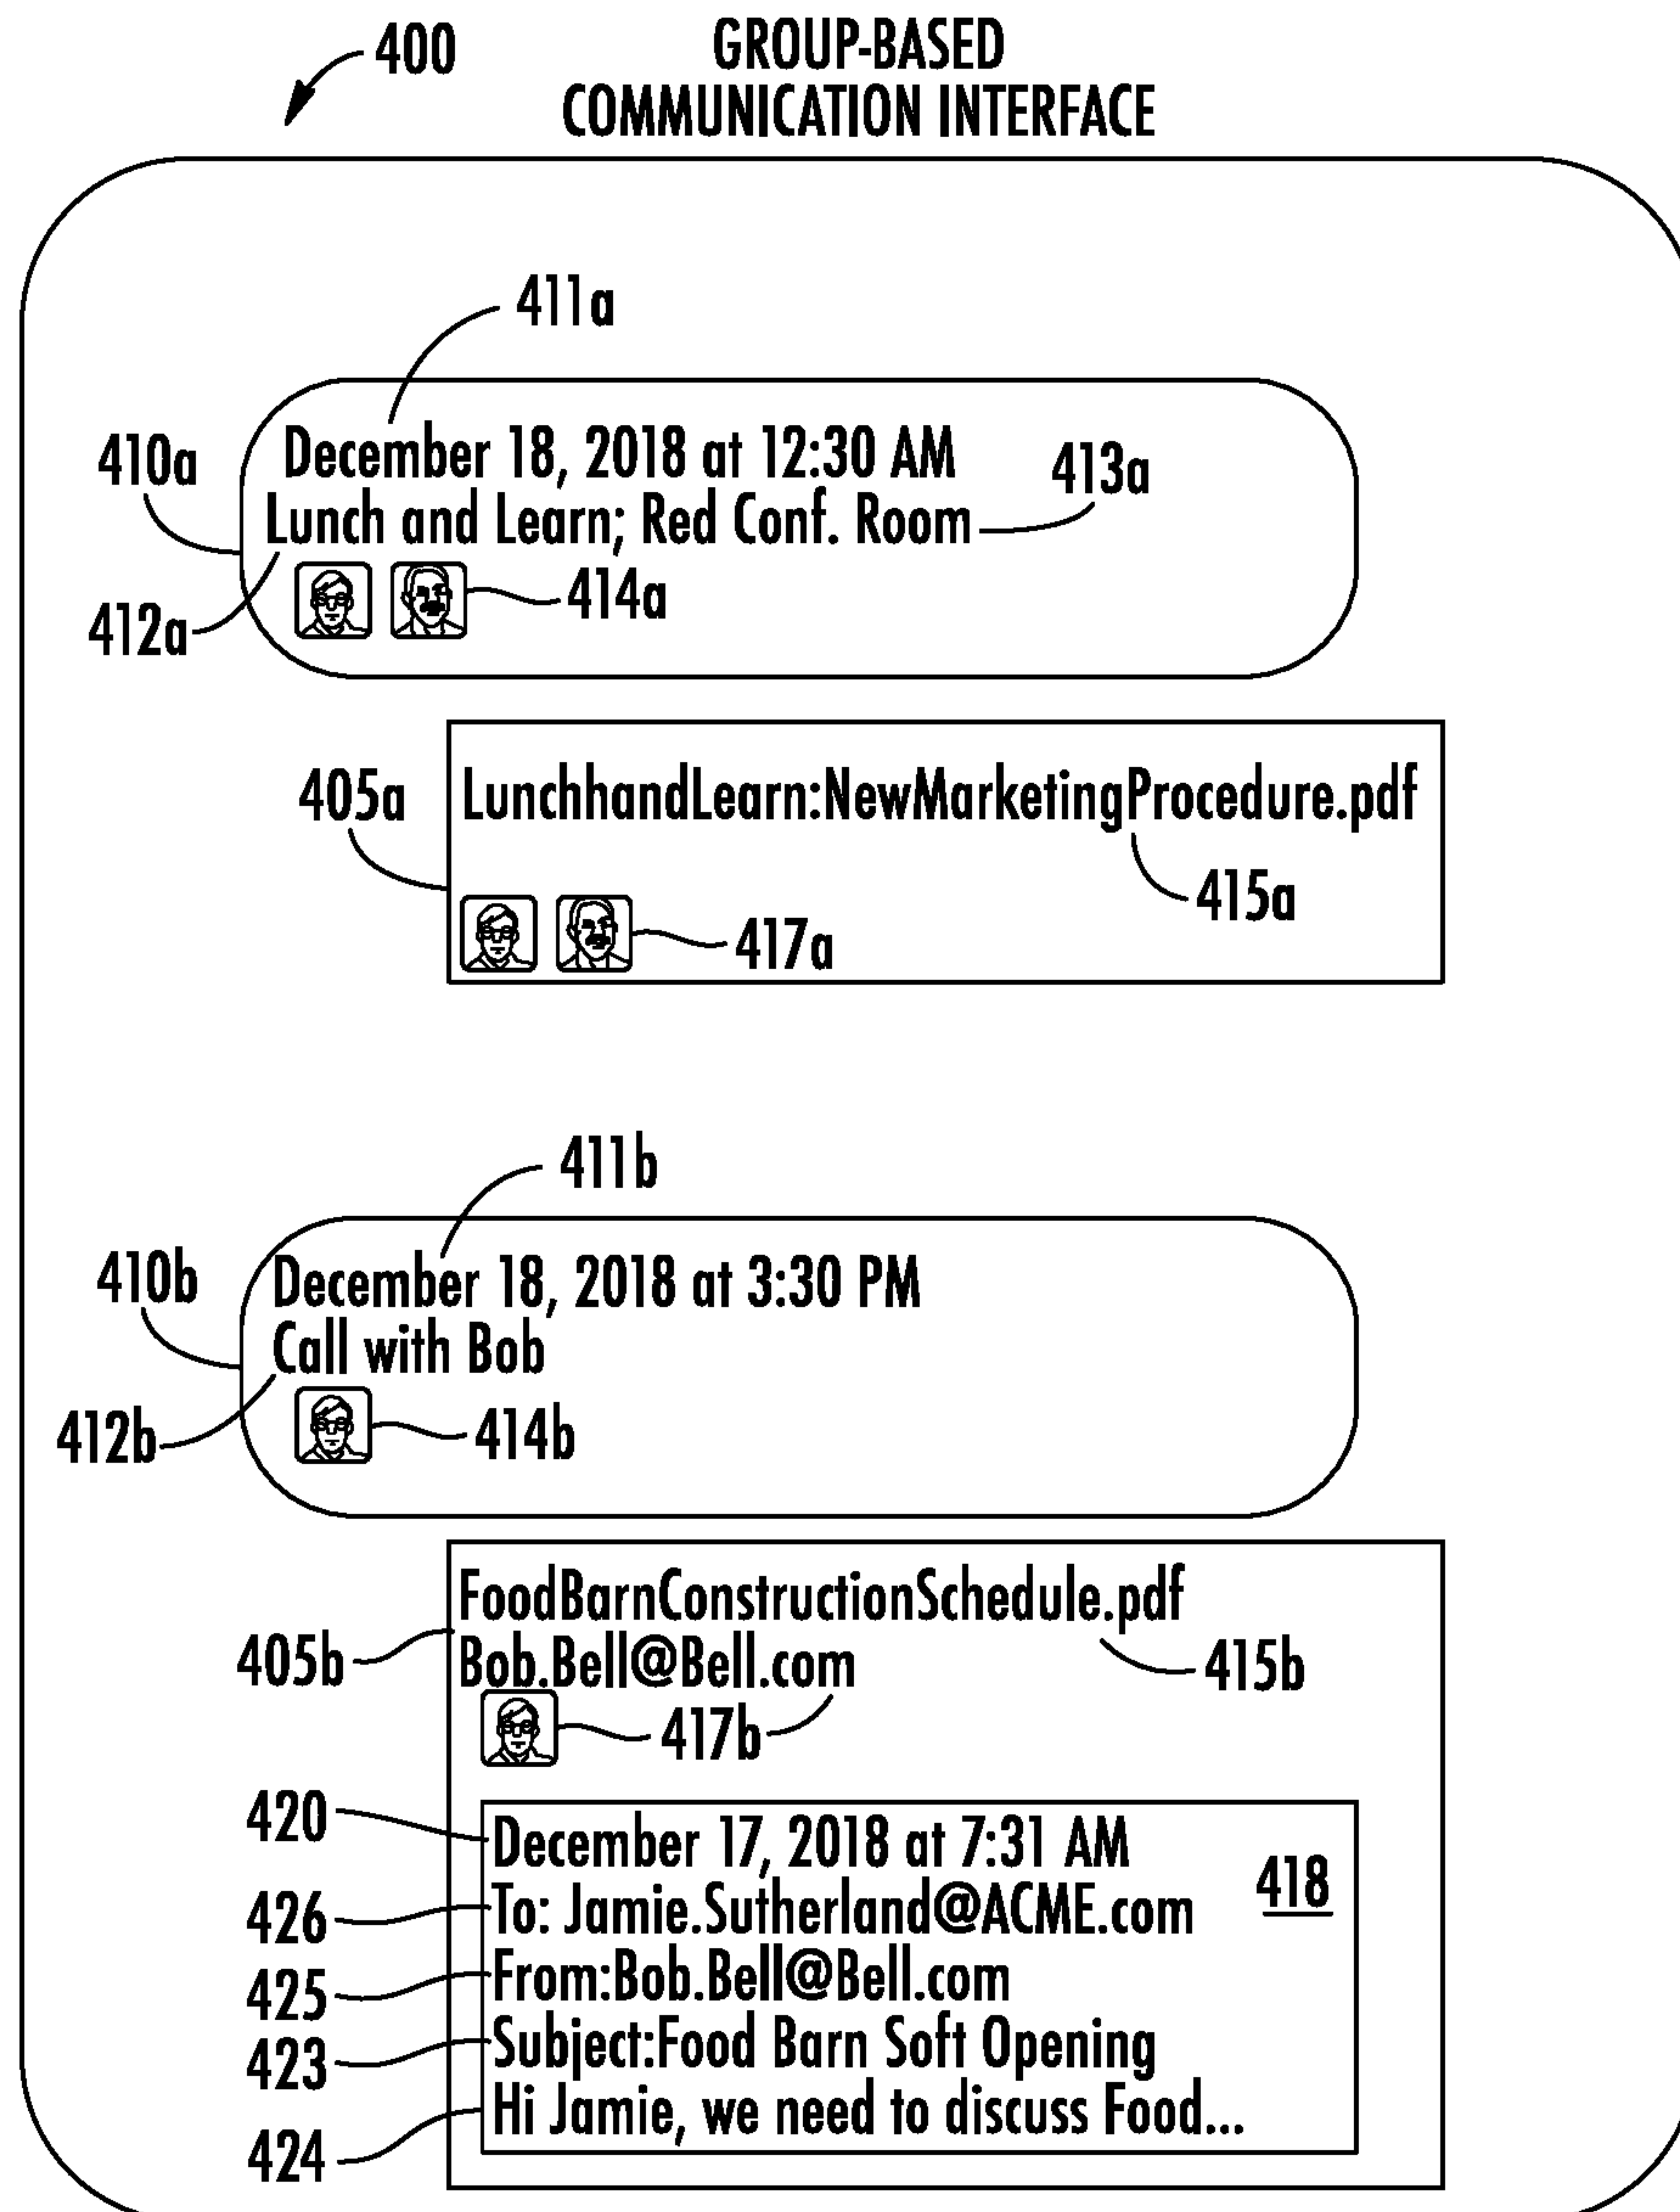 400
GROUP-BASED
COMMUNICATION INTERFACE
411a
410a
December 18, 2018 at 12:30 AM
413a
Lunch and Learn; Red Conf. Room
414a
412a
405a
LunchhandLearn:NewMarketingProcedure.pdf
415a
417a
411b
410b
December 18, 2018 at 3:30 PM
Call with Bob
412b
414b
FoodBarnConstructionSchedule.pdf
405b
Bob.Bell@Bell.com
415b
417b
420
December 17, 2018 at 7:31 AM
418
426
To: Jamie.Sutherland@ACME.com
425
From:Bob.Bell@Bell.com
423
Subject:Food Barn Soft Opening
424
Hi Jamie, we need to discuss Food...